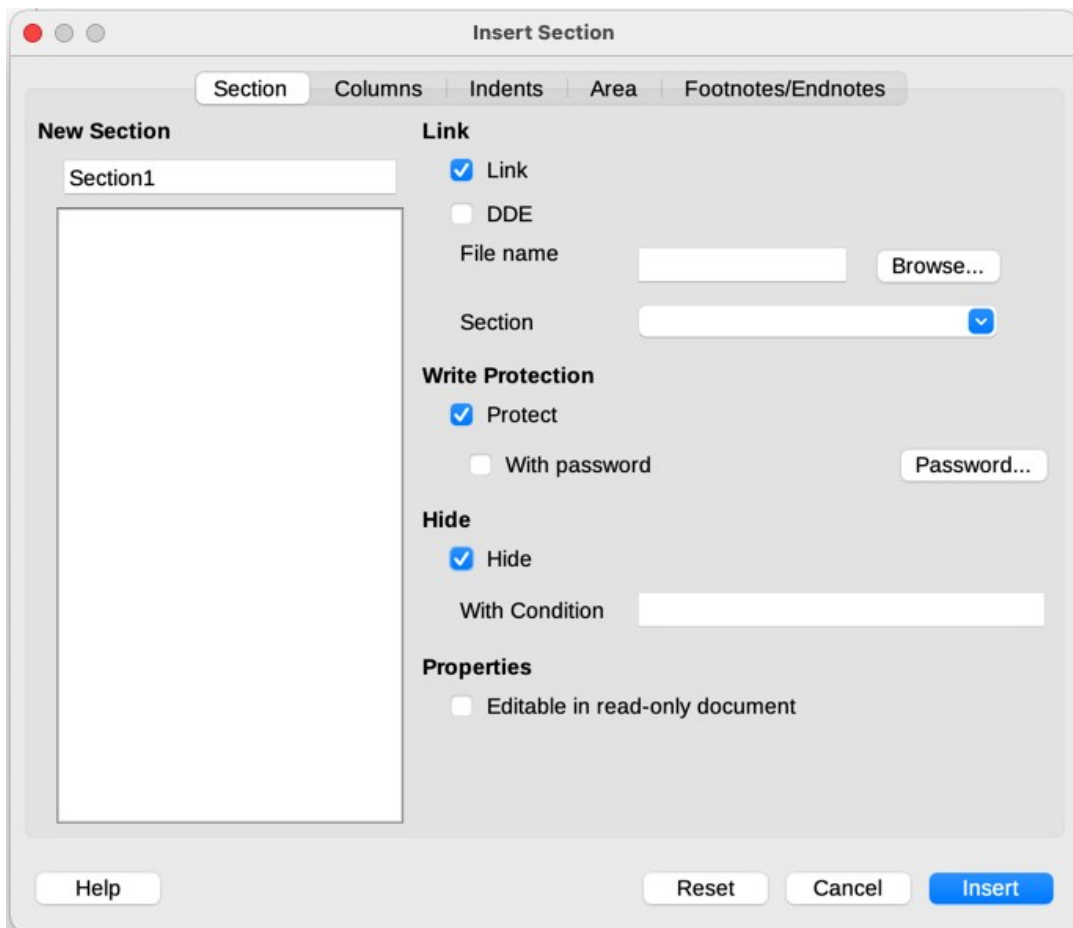 Insert Section
Section Columns Indents Area Footnotes/Endnotes
New Section
Section1
Link
Link
DDE
File name
Browse...
Section
Write Protection
Protect
With password
Password...
Hide
Hide
With Condition
Properties
Editable in read-only document
Help
Reset
Cancel
Insert